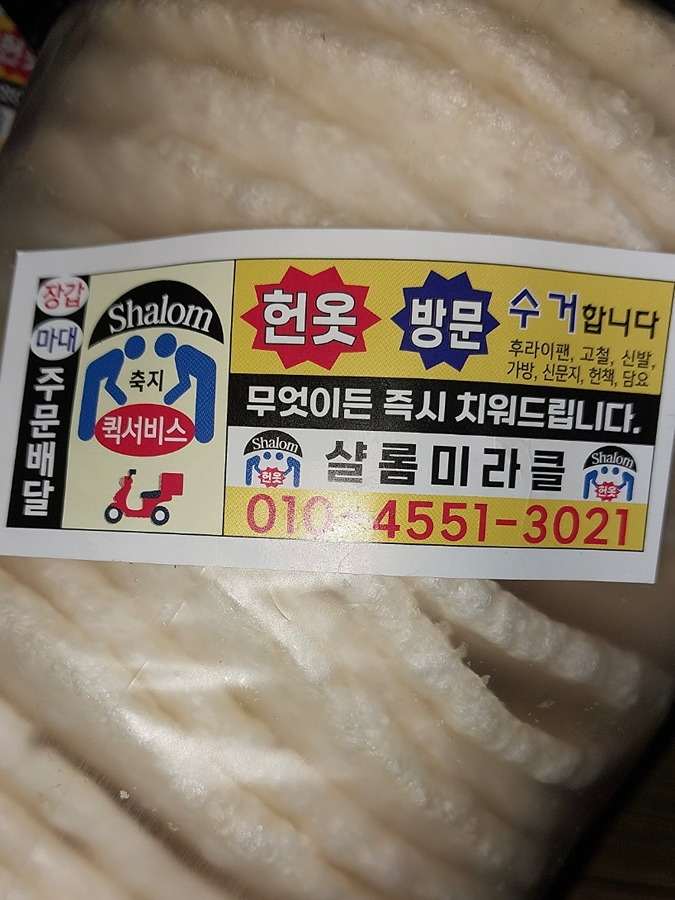 장갑
마대
주문배달
Shalom
축지
퀵서비스
헌옷 방문 수거합니다
후라이팬, 고철, 신발,
가방, 신문지, 헌책, 담요
무엇이든 즉시 치워드립니다.
Shalom
헌옷
샬롬미라클
Shalom
헌옷
010-4551-3021